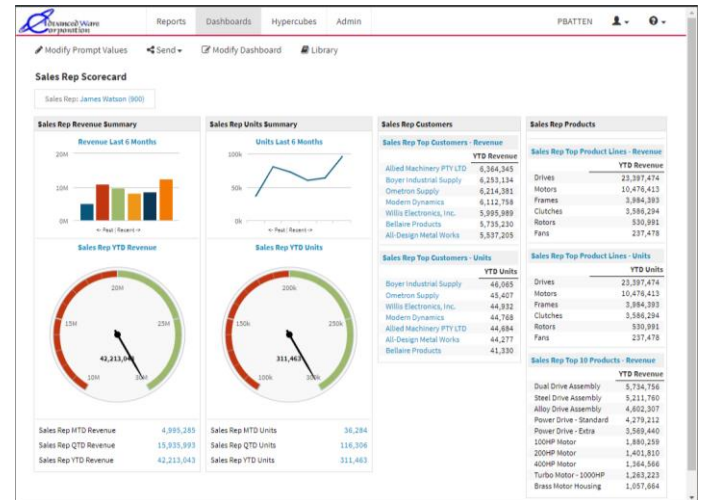 Advanced Ware Corporation
Reports Dashboards Hypercubes Admin PBATTEN
Modify Prompt Values Send Modify Dashboard Library
Sales Rep Scorecard
Sales Rep: James Watson (900)
Sales Rep Revenue Summary
Revenue Last 6 Months
20M
10M
0M
<- Past | Recent ->
Sales Rep YTD Revenue
20M
15M 25M
42,213,043
10M 30M
Sales Rep MTD Revenue 4,995,285
Sales Rep QTD Revenue 15,935,993
Sales Rep YTD Revenue 42,213,043
Sales Rep Units Summary
Units Last 6 Months
100k
50k
0k
<- Past | Recent ->
Sales Rep YTD Units
200k
150k 250k
311,463
100k 300k
Sales Rep MTD Units 36,284
Sales Rep QTD Units 116,306
Sales Rep YTD Units 311,463
Sales Rep Customers
Sales Rep Top Customers - Revenue
YTD Revenue
Allied Machinery PTY LTD 6,364,345
Boyer Industrial Supply 6,253,134
Ometron Supply 6,214,381
Modern Dynamics 6,112,758
Willis Electronics, Inc. 5,995,989
Bellaire Products 5,735,230
All-Design Metal Works 5,537,205
Sales Rep Top Customers - Units
YTD Units
Boyer Industrial Supply 46,065
Ometron Supply 45,407
Willis Electronics, Inc. 44,932
Modern Dynamics 44,768
Allied Machinery PTY LTD 44,684
All-Design Metal Works 44,277
Bellaire Products 41,330
Sales Rep Products
Sales Rep Top Product Lines - Revenue
YTD Revenue
Drives 23,397,474
Motors 10,476,413
Frames 3,984,393
Clutches 3,586,294
Rotors 530,991
Fans 237,478
Sales Rep Top Product Lines - Units
YTD Units
Drives 23,397,474
Motors 10,476,413
Frames 3,984,393
Clutches 3,586,294
Rotors 530,991
Fans 237,478
Sales Rep Top 10 Products - Revenue
YTD Revenue
Dual Drive Assembly 5,734,756
Steel Drive Assembly 5,211,760
Alloy Drive Assembly 4,602,307
Power Drive - Standard 4,279,212
Power Drive - Extra 3,569,440
100HP Motor 1,880,259
200HP Motor 1,401,810
400HP Motor 1,364,566
Turbo Motor - 1000HP 1,263,223
Brass Motor Housing 1,057,664